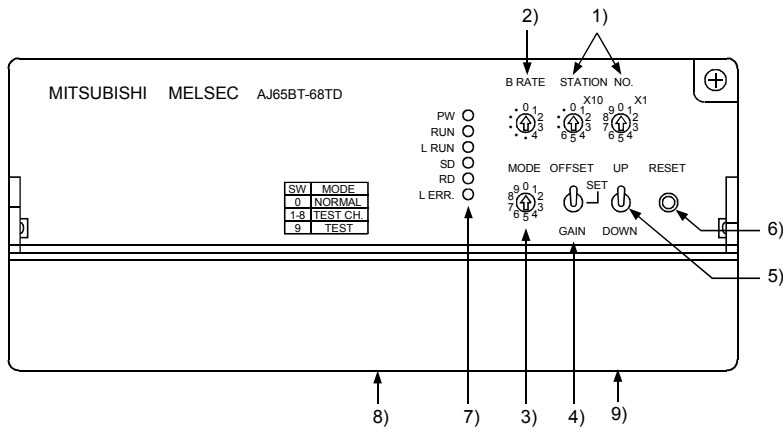 2) 1)
B RATE STATION NO.
MITSUBISHI MELSEC AJ65BT-68TD
0 1 2 3 4
X10 0 1 2 3 4 5 6
X1 0 1 2 3 4 5 6 7 8 9
PW
RUN
L RUN
SD
RD
L ERR.
MODE OFFSET UP RESET
SET
0 1 2 3 4 5 6 7 8 9
SW MODE
0 NORMAL
1-8 TEST CH.
9 TEST
GAIN DOWN
6)
5)
8) 7) 3) 4) 9)